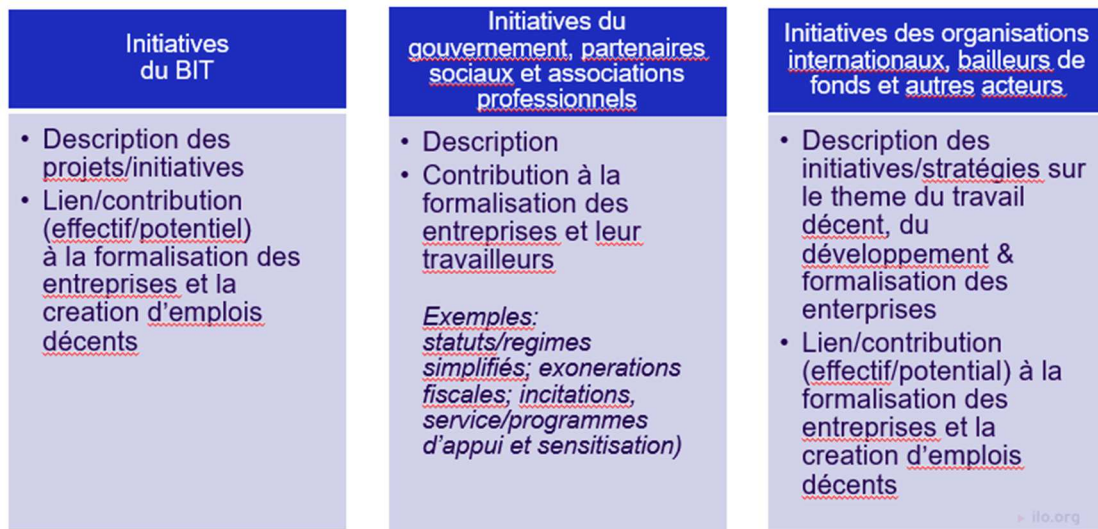 Initiatives
du BIT
• Description des
projets/initiatives
• Lien/contribution
(effectif/potentiel)
à la formalisation des
entreprises et la
creation d’emplois
décents
Initiatives du
gouvernement, partenaires
sociaux et associations
professionnels
• Description
• Contribution à la
formalisation des
entreprises et leur
travailleurs
Exemples:
statuts/regimes
simplifiés; exonerations
fiscales; incitations,
service/programmes
d’appui et sensitisation)
Initiatives des organisations
internationaux, bailleurs de
fonds et autres acteurs
• Description des
initiatives/stratégies sur
le theme du travail
décent, du
développement &
formalisation des
enterprises
• Lien/contribution
(effectif/potential) à la
formalisation des
entreprises et la
creation d’emplois
décents
ilo.org